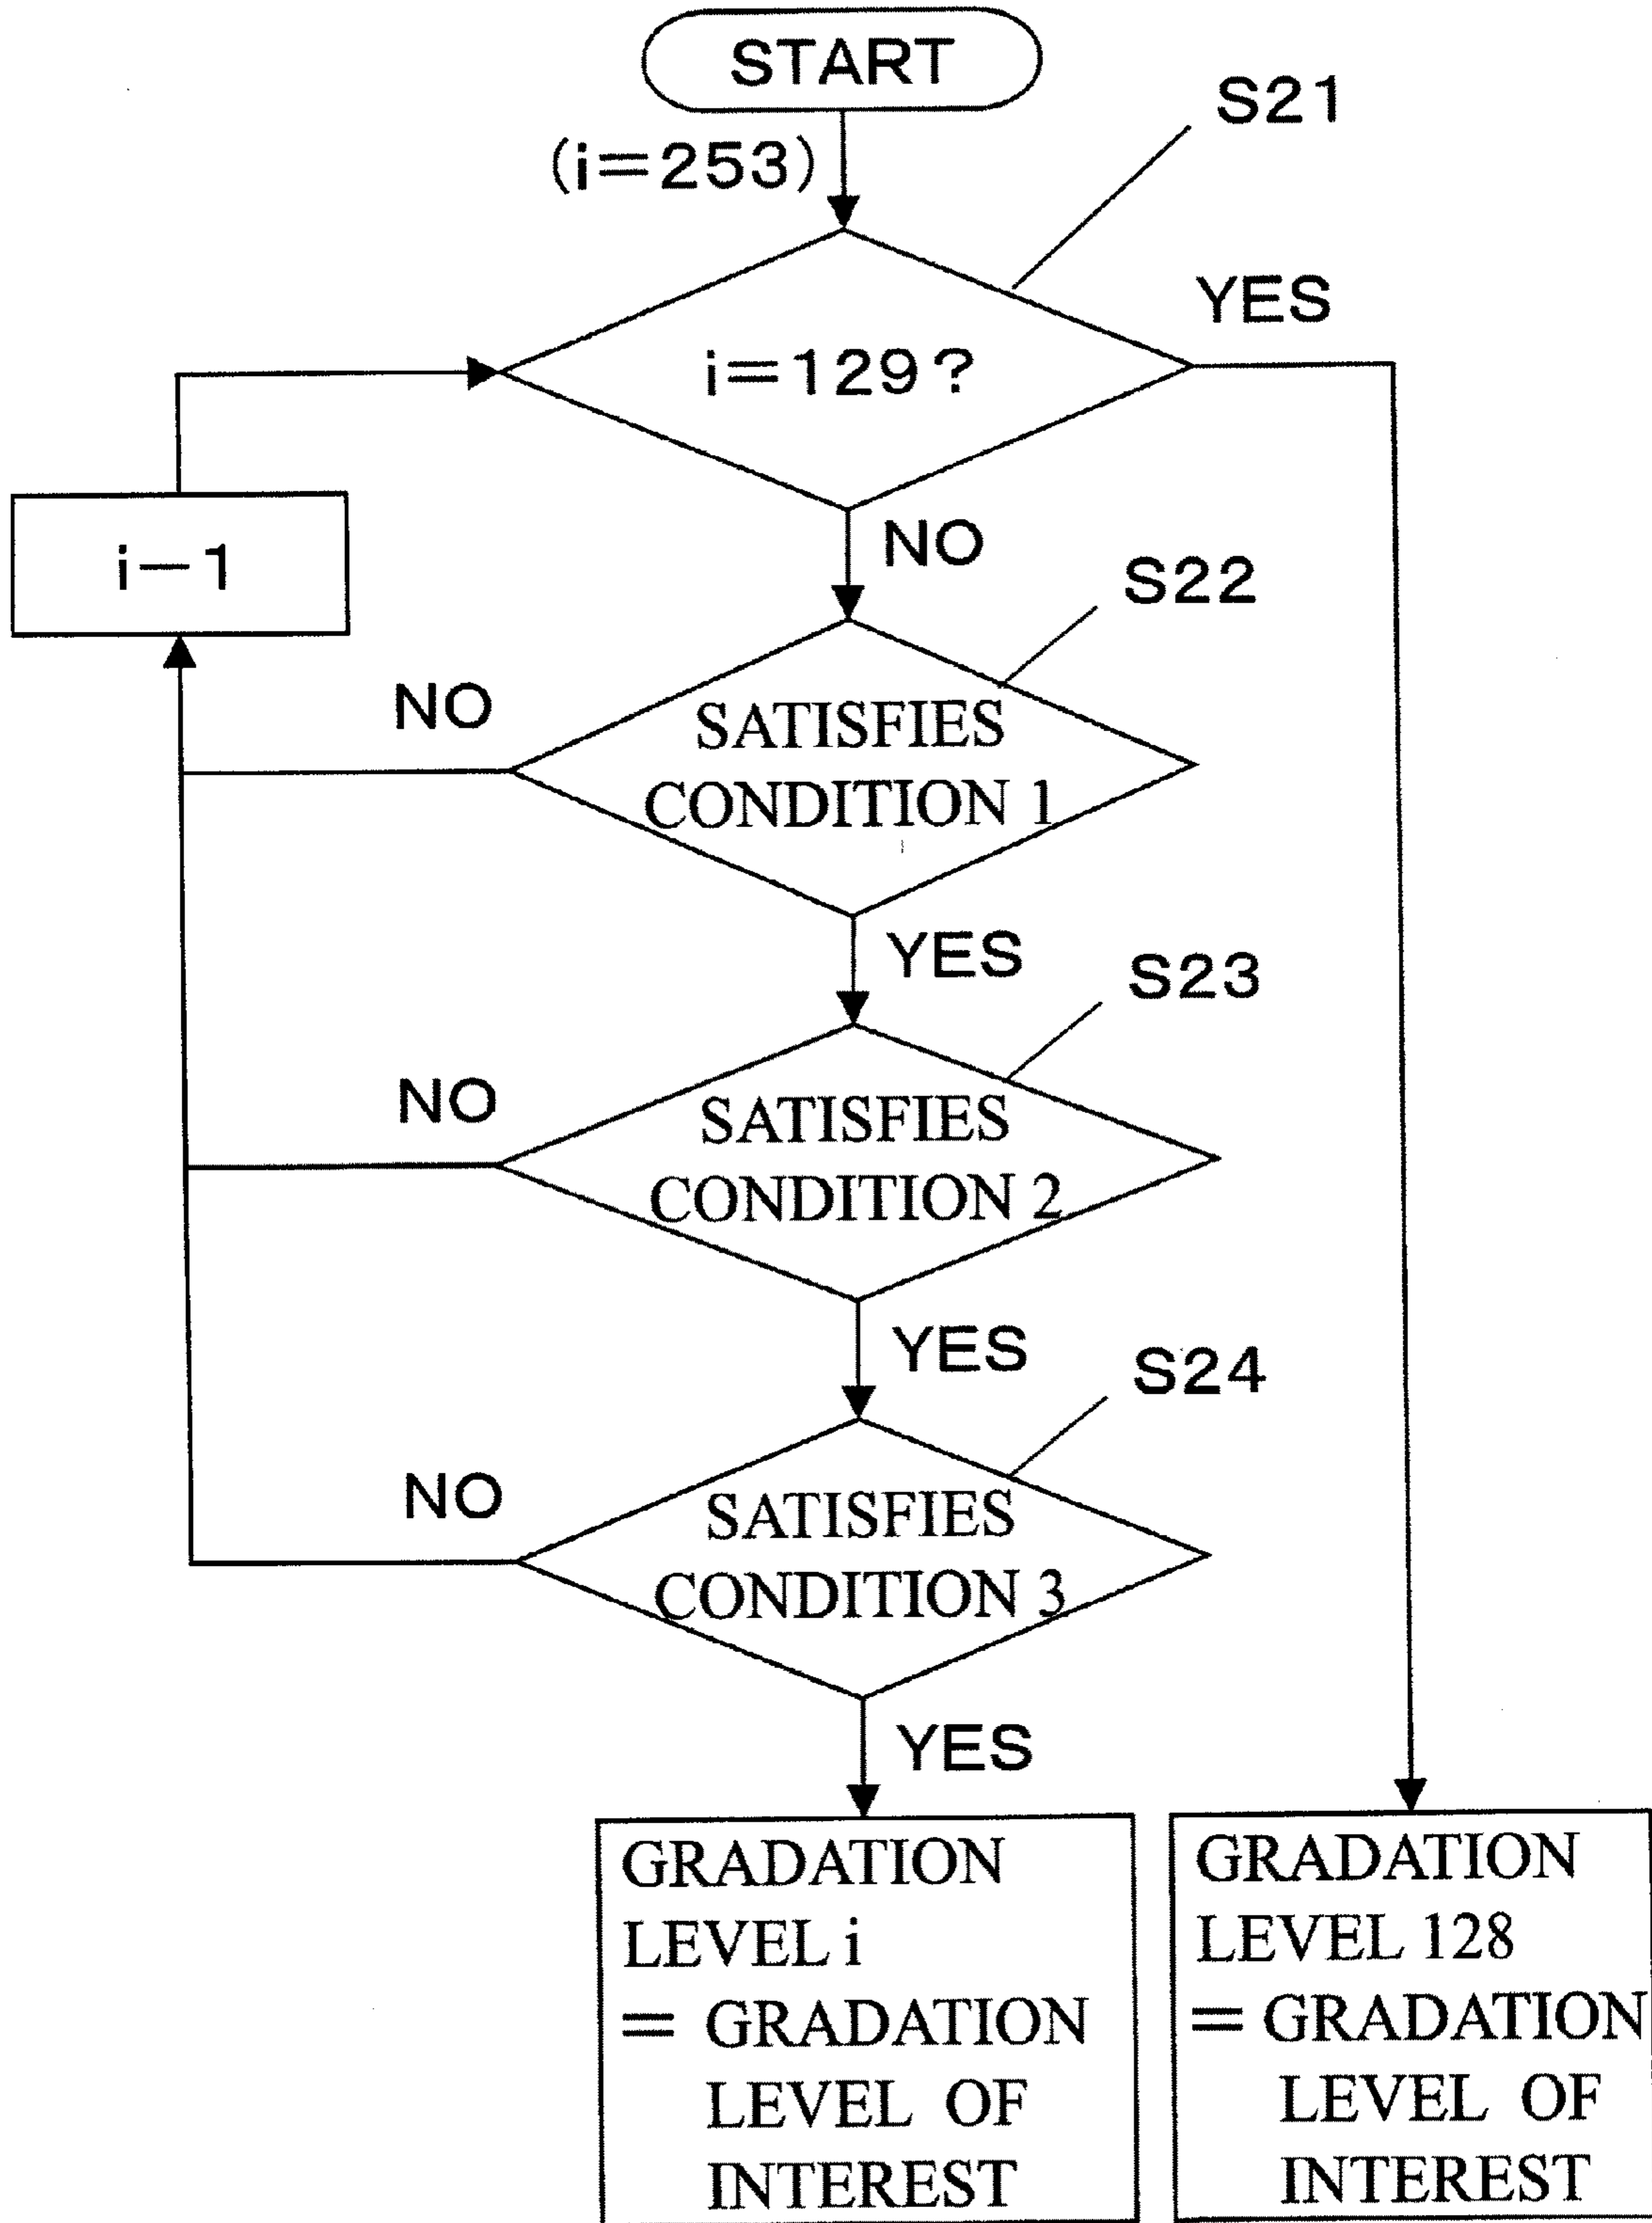 START
S21
(i=253)
YES
i=129?
i-1
NO
S22
NO
SATISFIES
CONDITION 1
YES
S23
NO
SATISFIES
CONDITION 2
YES
S24
NO
SATISFIES
CONDITION 3
YES
GRADATION
LEVEL i
= GRADATION
LEVEL OF
INTEREST
GRADATION
LEVEL 128
= GRADATION
LEVEL OF
INTEREST